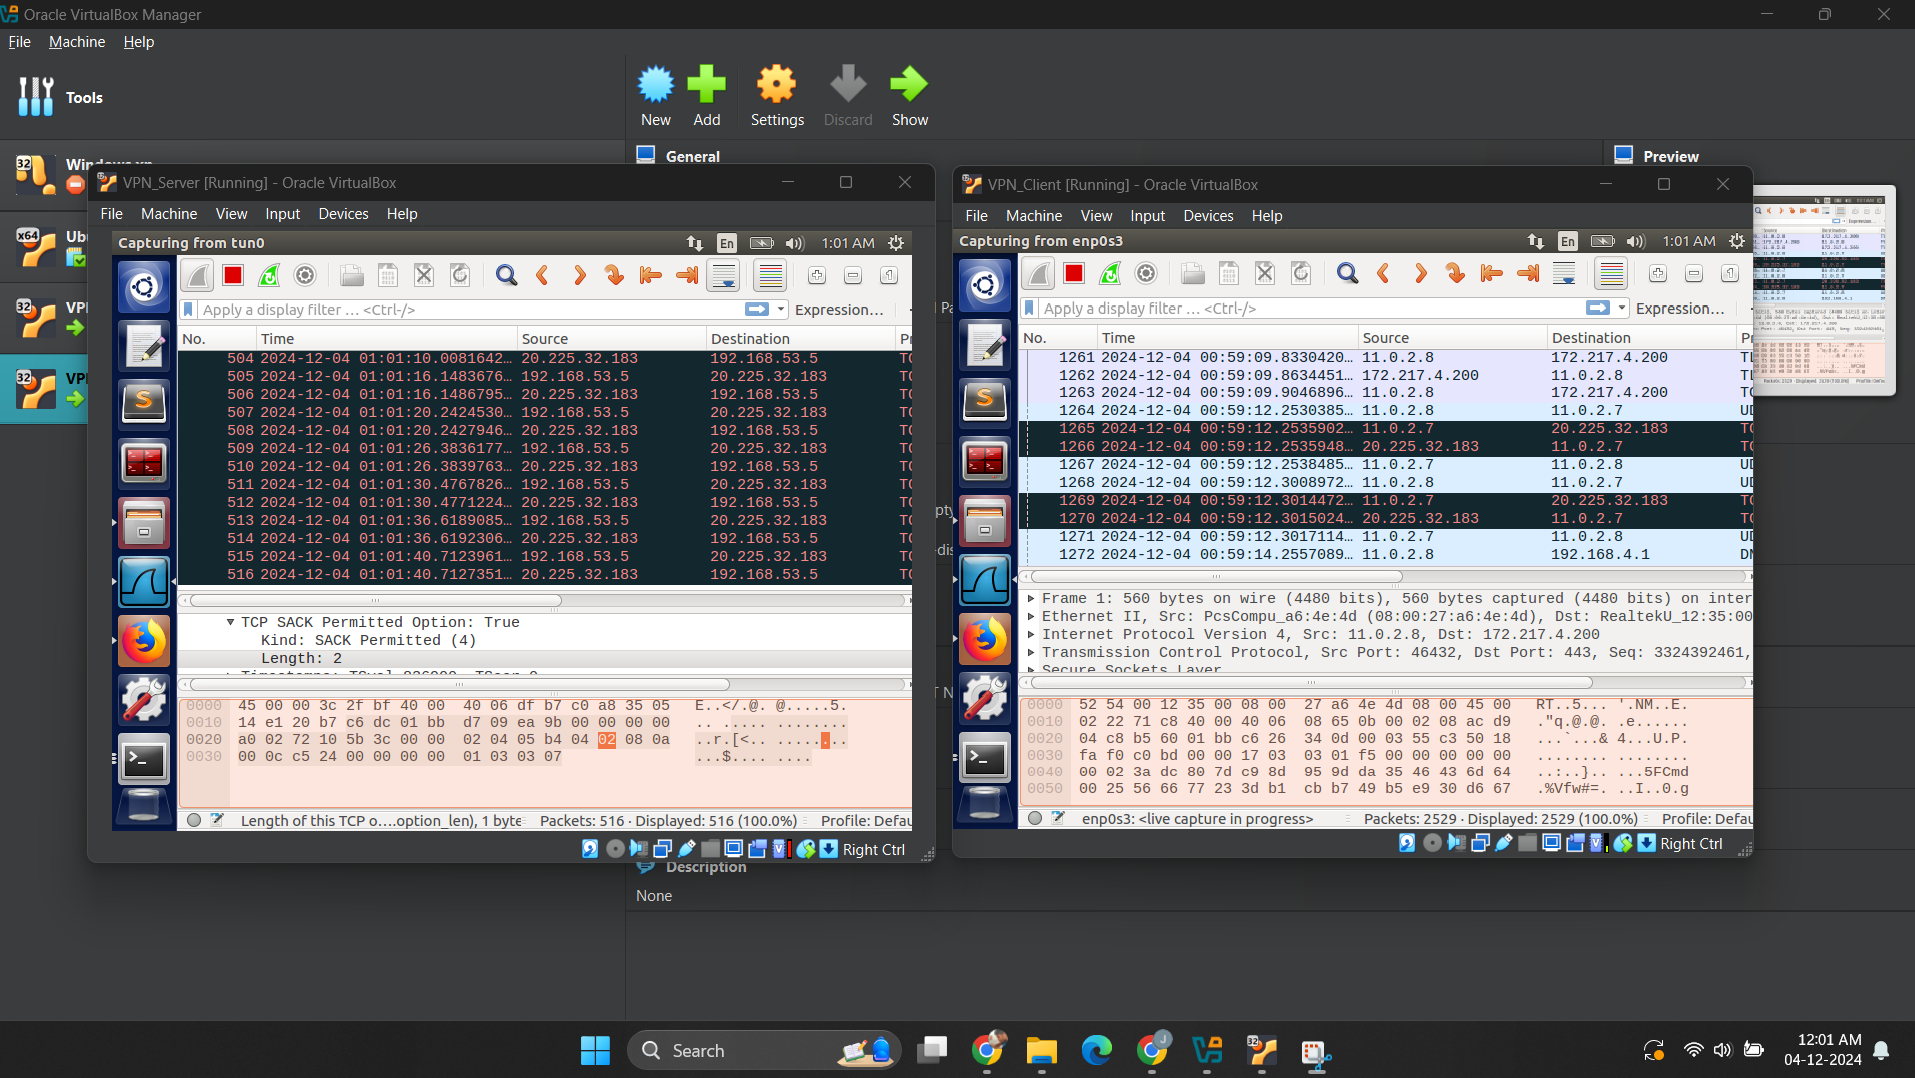 Oracle VirtualBox Manager
File Machine Help
Tools
New Add Settings Discard Show
General
Preview
VPN_Server [Running] - Oracle VirtualBox
File Machine View Input Devices Help
Capturing from tun0 En 1:01 AM
Apply a display filter … <Ctrl-/> Expression…
No. Time Source Destination
504 2024-12-04 01:01:10.0081642… 20.225.32.183 192.168.53.5 TC
505 2024-12-04 01:01:16.1483676… 192.168.53.5 20.225.32.183 TC
506 2024-12-04 01:01:16.1486795… 20.225.32.183 192.168.53.5 TC
507 2024-12-04 01:01:20.2424530… 192.168.53.5 20.225.32.183 TC
508 2024-12-04 01:01:20.2427946… 20.225.32.183 192.168.53.5 TC
509 2024-12-04 01:01:26.3836177… 192.168.53.5 20.225.32.183 TC
510 2024-12-04 01:01:26.3839763… 20.225.32.183 192.168.53.5 TC
511 2024-12-04 01:01:30.4767826… 192.168.53.5 20.225.32.183 TC
512 2024-12-04 01:01:30.4771224… 20.225.32.183 192.168.53.5 TC
513 2024-12-04 01:01:36.6189085… 192.168.53.5 20.225.32.183 TC
514 2024-12-04 01:01:36.6192306… 20.225.32.183 192.168.53.5 TC
515 2024-12-04 01:01:40.7123961… 192.168.53.5 20.225.32.183 TC
516 2024-12-04 01:01:40.7127351… 20.225.32.183 192.168.53.5 TC
TCP SACK Permitted Option: True
Kind: SACK Permitted (4)
Length: 2
0000 45 00 00 3c 2f bf 40 00 40 06 df b7 c0 a8 35 05 E..</.@. @.....5.
0010 14 e1 20 b7 c6 dc 01 bb d7 09 ea 9b 00 00 00 00 .. ..... ........
0020 a0 02 72 10 5b 3c 00 00 02 04 05 b4 04 02 08 0a ..r.[<.. ........
0030 00 0c c5 24 00 00 00 00 01 03 03 07 ...$.... ....
Length of this TCP o….option_len), 1 byte Packets: 516 · Displayed: 516 (100.0%) Profile: Defau
Right Ctrl
VPN_Client [Running] - Oracle VirtualBox
File Machine View Input Devices Help
Capturing from enp0s3 En 1:01 AM
Apply a display filter … <Ctrl-/> Expression…
No. Time Source Destination
1261 2024-12-04 00:59:09.8330420… 11.0.2.8 172.217.4.200 TL
1262 2024-12-04 00:59:09.8634451… 172.217.4.200 11.0.2.8 TL
1263 2024-12-04 00:59:09.9046896… 11.0.2.8 172.217.4.200 TC
1264 2024-12-04 00:59:12.2530385… 11.0.2.8 11.0.2.7 UD
1265 2024-12-04 00:59:12.2535902… 11.0.2.7 20.225.32.183 TC
1266 2024-12-04 00:59:12.2535948… 20.225.32.183 11.0.2.7 TC
1267 2024-12-04 00:59:12.2538485… 11.0.2.7 11.0.2.8 UD
1268 2024-12-04 00:59:12.3008972… 11.0.2.8 11.0.2.7 UD
1269 2024-12-04 00:59:12.3014472… 11.0.2.7 20.225.32.183 TC
1270 2024-12-04 00:59:12.3015024… 20.225.32.183 11.0.2.7 TC
1271 2024-12-04 00:59:12.3017114… 11.0.2.7 11.0.2.8 UD
1272 2024-12-04 00:59:14.2557089… 11.0.2.8 192.168.4.1 DN
Frame 1: 560 bytes on wire (4480 bits), 560 bytes captured (4480 bits) on inter
Ethernet II, Src: PcsCompu_a6:4e:4d (08:00:27:a6:4e:4d), Dst: RealtekU_12:35:00
Internet Protocol Version 4, Src: 11.0.2.8, Dst: 172.217.4.200
Transmission Control Protocol, Src Port: 46432, Dst Port: 443, Seq: 3324392461,
Secure Sockets Layer
0000 52 54 00 12 35 00 08 00 27 a6 4e 4d 08 00 45 00 RT..5... '.NM..E.
0010 02 22 71 c8 40 00 40 06 08 65 0b 00 02 08 ac d9 ."q.@.@. .e......
0020 04 c8 b5 60 01 bb c6 26 34 0d 00 03 55 c3 50 18 ...`...& 4...U.P.
0030 fa f0 c0 bd 00 00 17 03 03 01 f5 00 00 00 00 00 ........ ........
0040 00 02 3a dc 80 7d c9 8d 95 9d da 35 46 43 6d 64 ..:..}.. ...5FCmd
0050 00 25 56 66 77 23 3d b1 cb b7 49 b5 e9 30 d6 67 .%Vfw#=. ..I..0.g
enp0s3: <live capture in progress> Packets: 2529 · Displayed: 2529 (100.0%) Profile: Defau
Right Ctrl
Description
None
Search
12:01 AM
04-12-2024